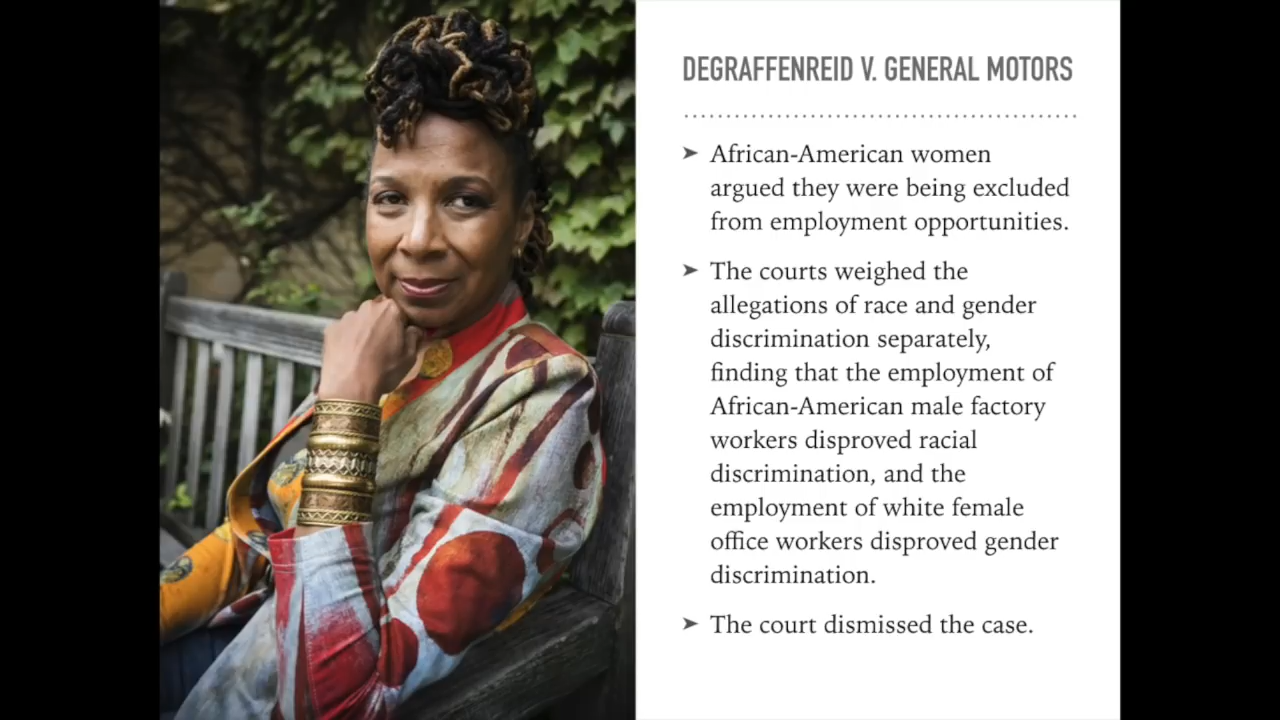 DEGRAFFENREID V. GENERAL MOTORS
➤ African-American women
argued they were being excluded
from employment opportunities.
➤ The courts weighed the
allegations of race and gender
discrimination separately,
finding that the employment of
African-American male factory
workers disproved racial
discrimination, and the
employment of white female
office workers disproved gender
discrimination.
➤ The court dismissed the case.